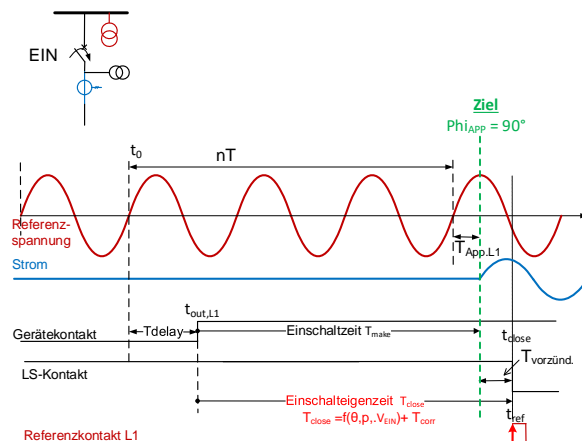 EIN
Ziel
PhiAPP = 90°
t0
nT
Referenz-
spannung
TApp.L1
Strom
tout,L1
tclose
Gerätekontakt
Tdelay
Einschaltzeit Tmake
Tvorzünd.
LS-Kontakt
Einschalteigenzeit Tclose
Tclose =f(θ,p,.VEIN)+ Tcorr
tref
Referenzkontakt L1